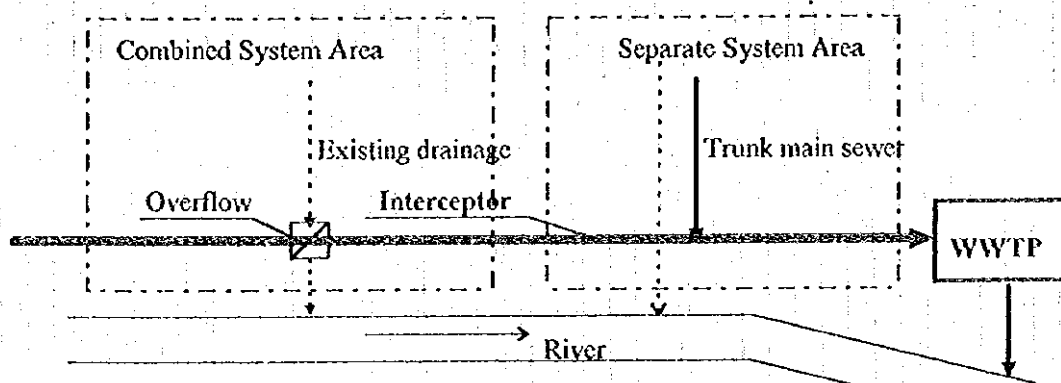 Combined System Area
Separate System Area
Existing drainage
Trunk main sewer
Overflow
Interceptor
WWTP
River